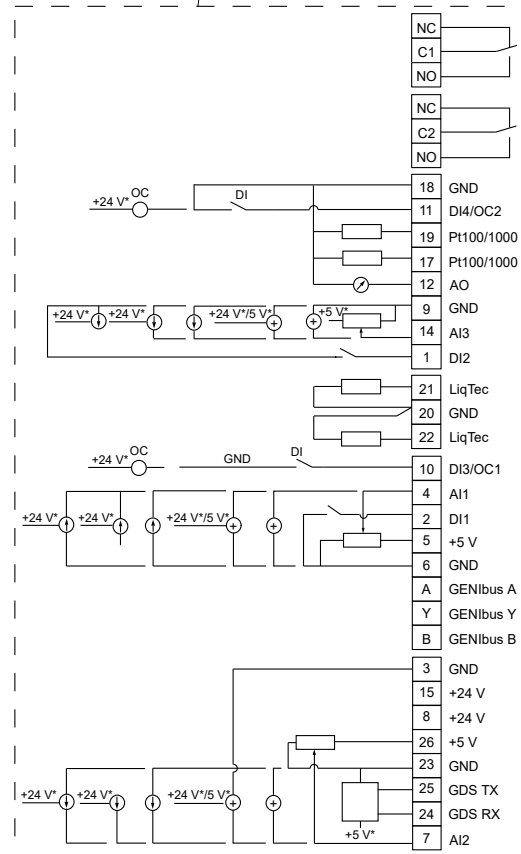 NC
C1
NO
NC
C2
NO
18 GND
+24 V* OC DI 11 DI4/OC2
19 Pt100/1000
17 Pt100/1000
12 AO
9 GND
+24 V* +24 V* +24 V*/5 V* +5 V*
14 AI3
1 DI2
21 LiqTec
20 GND
22 LiqTec
+24 V* OC GND DI 10 DI3/OC1
4 AI1
+24 V* +24 V* +24 V*/5 V* 2 DI1
5 +5 V
6 GND
A GENIbus A
Y GENIbus Y
B GENIbus B
3 GND
15 +24 V
8 +24 V
26 +5 V
23 GND
+24 V* +24 V* +24 V*/5 V* 25 GDS TX
24 GDS RX
+5 V* 7 AI2